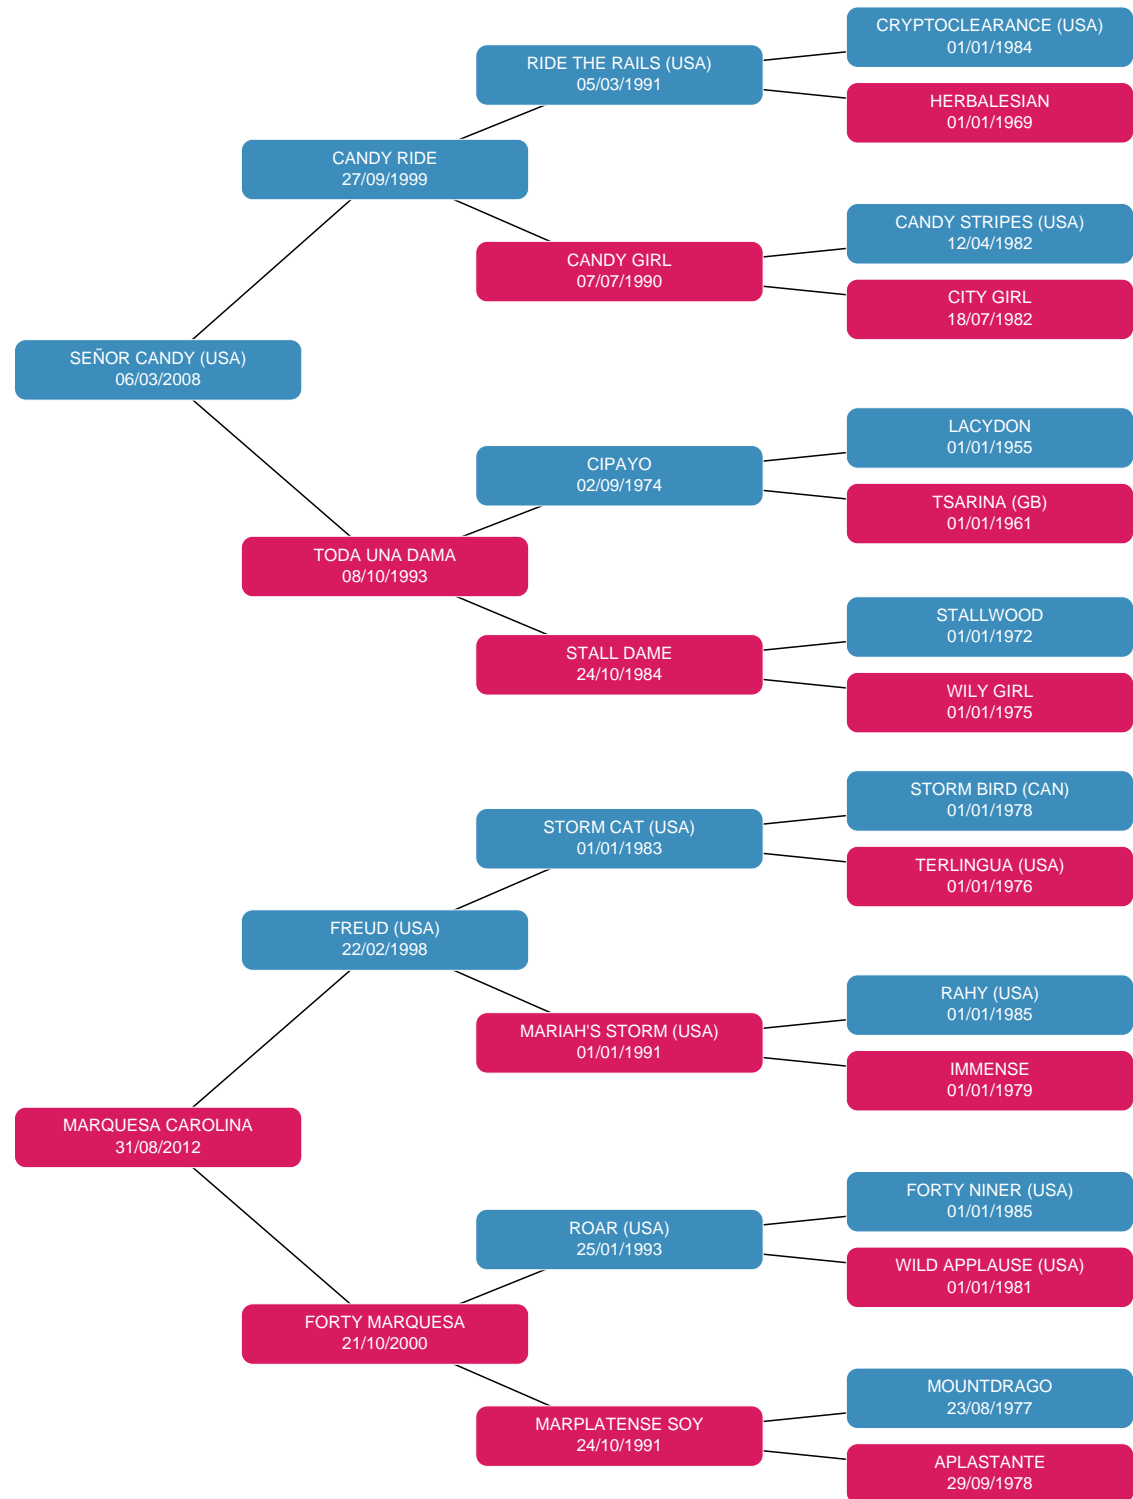 CRYPTOCLEARANCE (USA)
01/01/1984
RIDE THE RAILS (USA)
05/03/1991
HERBALESIAN
01/01/1969
CANDY RIDE
27/09/1999
CANDY STRIPES (USA)
12/04/1982
CANDY GIRL
07/07/1990
CITY GIRL
18/07/1982
SEÑOR CANDY (USA)
06/03/2008
LACYDON
01/01/1955
CIPAYO
02/09/1974
TSARINA (GB)
01/01/1961
TODA UNA DAMA
08/10/1993
STALLWOOD
01/01/1972
STALL DAME
24/10/1984
WILY GIRL
01/01/1975
STORM BIRD (CAN)
01/01/1978
STORM CAT (USA)
01/01/1983
TERLINGUA (USA)
01/01/1976
FREUD (USA)
22/02/1998
RAHY (USA)
01/01/1985
MARIAH'S STORM (USA)
01/01/1991
IMMENSE
01/01/1979
MARQUESA CAROLINA
31/08/2012
FORTY NINER (USA)
01/01/1985
ROAR (USA)
25/01/1993
WILD APPLAUSE (USA)
01/01/1981
FORTY MARQUESA
21/10/2000
MOUNTDRAGO
23/08/1977
MARPLATENSE SOY
24/10/1991
APLASTANTE
29/09/1978